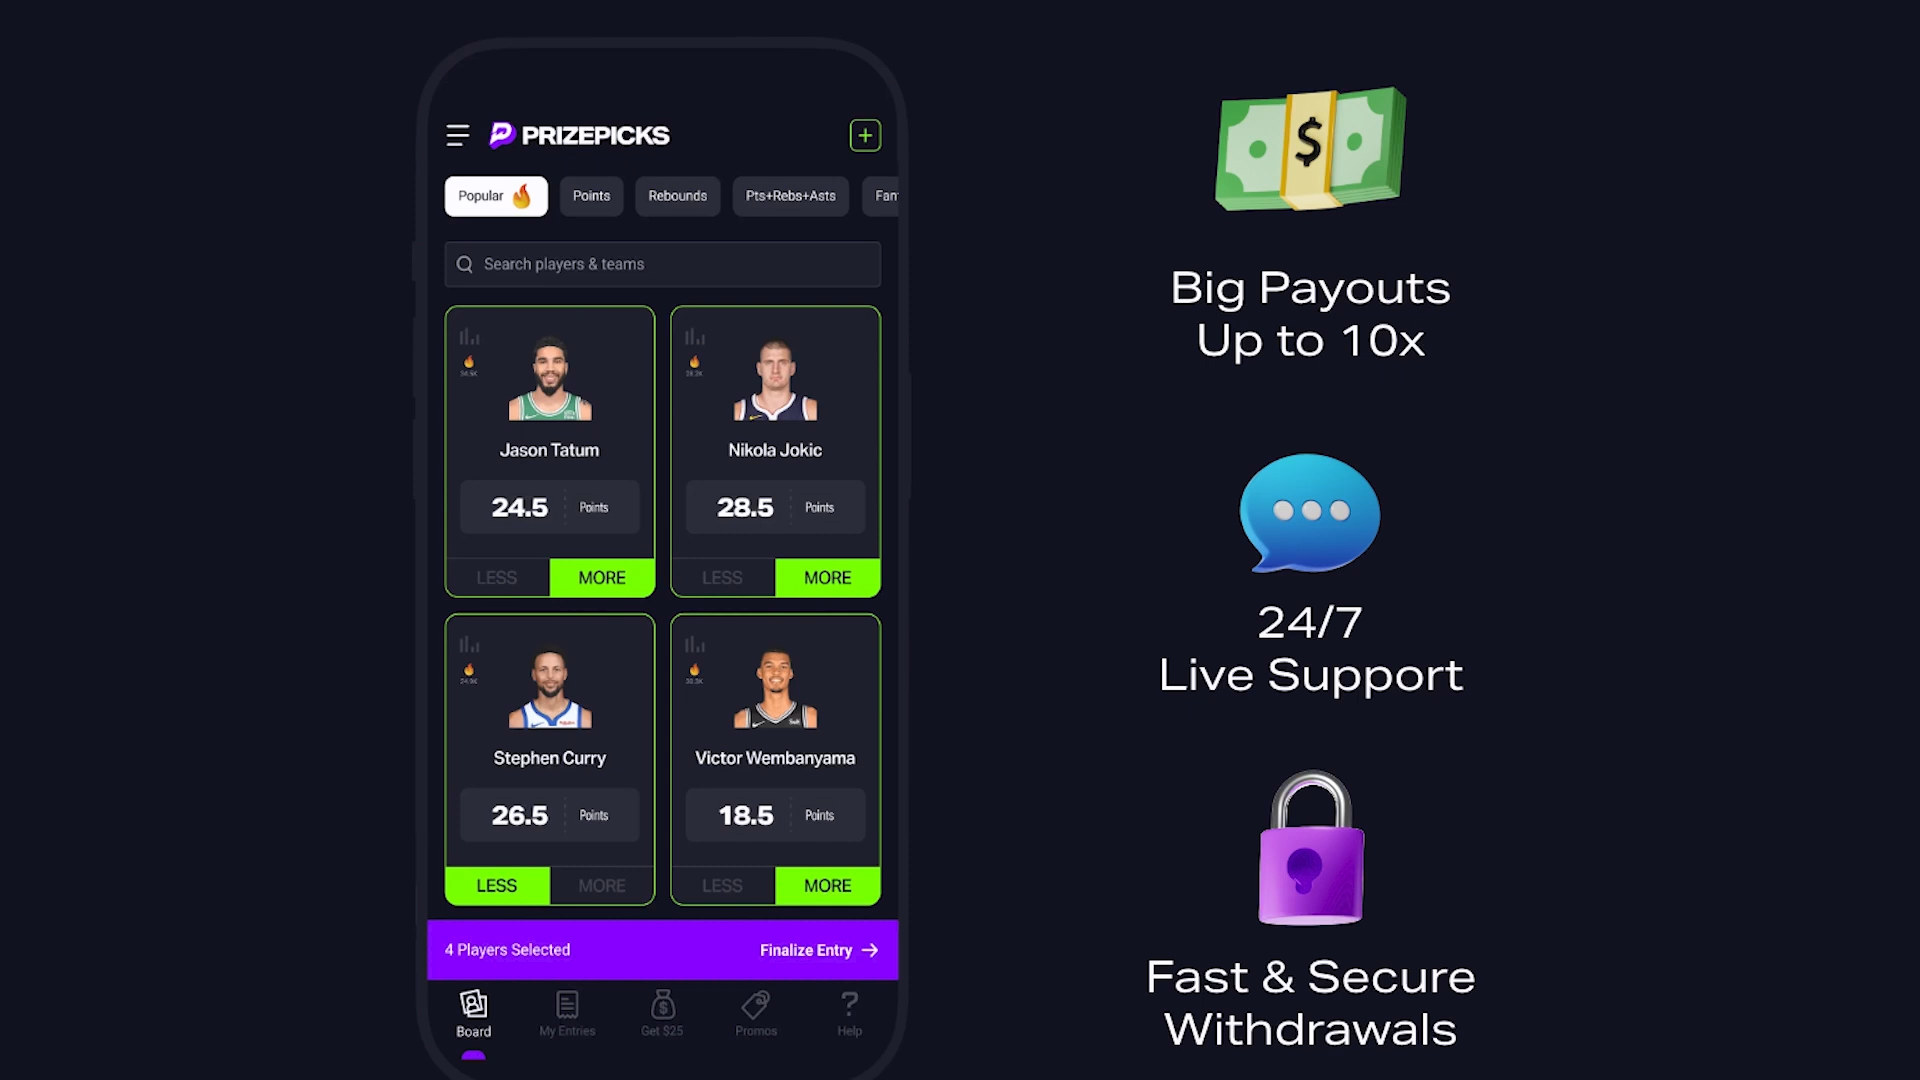 PRIZEPICKS
Popular
Points
Rebounds
Pts+Rebs+Asts
Search players & teams
Jason Tatum
24.5 Points
LESS MORE
Nikola Jokic
28.5 Points
LESS MORE
Stephen Curry
26.5 Points
LESS MORE
Victor Wembanyama
18.5 Points
LESS MORE
4 Players Selected
Finalize Entry
Board
My Entries
Get $25
Promos
Help
$
Big Payouts
Up to 10x
24/7
Live Support
Fast & Secure
Withdrawals